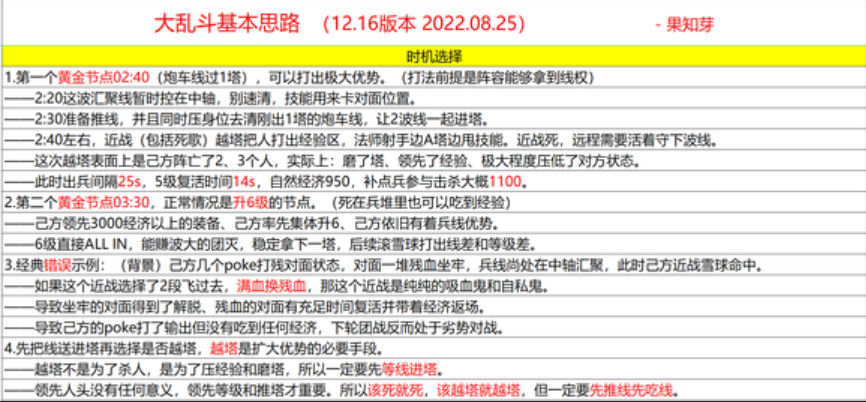 大乱斗基本思路 （12.16版本 2022.08.25） - 果知芽
时机选择
1.第一个黄金节点02:40（炮车线过1塔），可以打出极大优势。（打法前提是阵容能够拿到线权）
——2:20这波汇聚线暂时控在中轴，别速清，技能用来卡对面位置。
——2:30准备推线，并且同时压身位去清刚出1塔的炮车线，让2波线一起进塔。
——2:40左右，近战（包括死歌）越塔把人打出经验区，法师射手边A塔边甩技能。近战死，远程需要活着守下波线。
——这次越塔表面上是己方阵亡了2、3个人，实际上：磨了塔、领先了经验、极大程度压低了对方状态。
——此时出兵间隔25s，5级复活时间14s，自然经济950，补点兵参与击杀大概1100。
2.第二个黄金节点03:30，正常情况是升6级的节点。（死在兵堆里也可以吃到经验）
——己方领先3000经济以上的装备、己方率先集体升6、己方依旧有着兵线优势。
——6级直接ALL IN，能赚波大的团灭，稳定拿下一塔，后续滚雪球打出线差和等级差。
3.经典错误示例：（背景）己方几个poke打残对面状态，对面一堆残血坐牢，兵线尚处在中轴汇聚，此时己方近战雪球命中。
——如果这个近战选择了2段飞过去，满血换残血，那这个近战是纯纯的吸血鬼和自私鬼。
——导致坐牢的对面得到了解脱、残血的对面有充足时间复活并带着经济返场。
——导致己方的poke打了输出但没有吃到任何经济，下轮团战反而处于劣势对战。
4.先把线送进塔再选择是否越塔，越塔是扩大优势的必要手段。
——越塔不是为了杀人，是为了压经验和磨塔，所以一定要先等线进塔。
——领先人头没有任何意义，领先等级和推塔才重要。所以该死就死，该越塔就越塔，但一定要先推线先吃线。